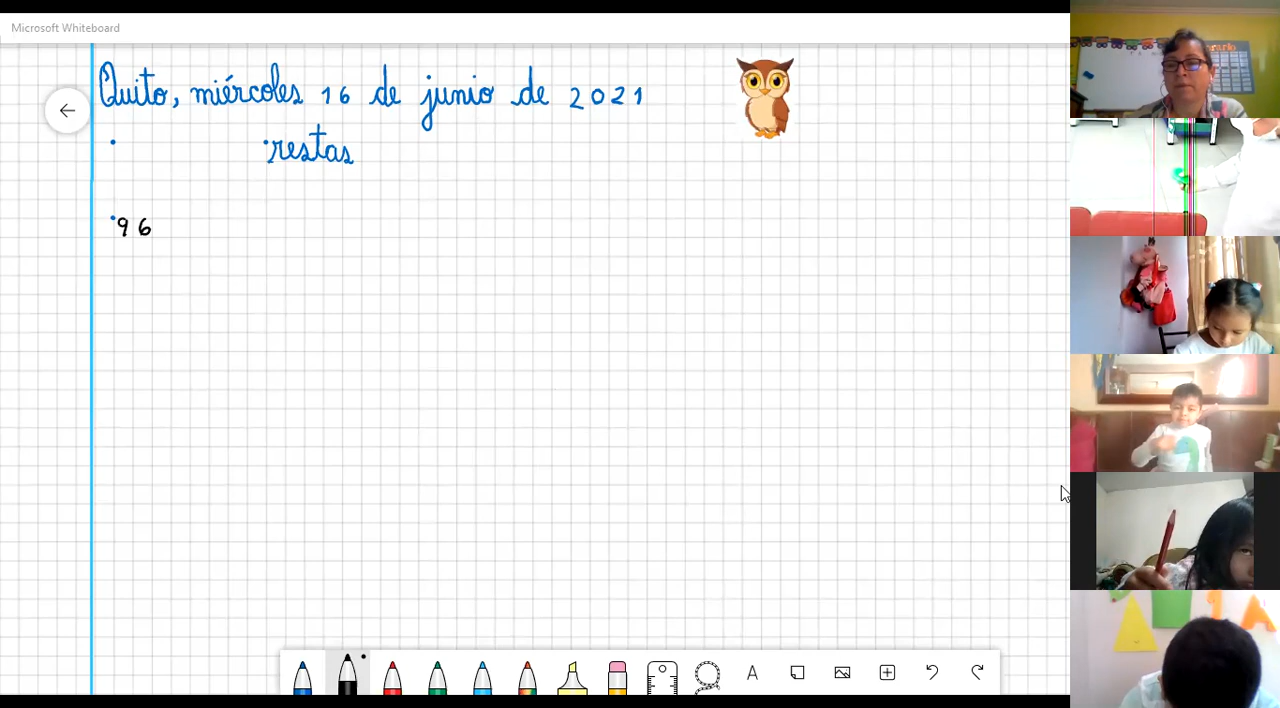 Microsoft Whiteboard
Quito, miércoles 16 de junio de 2021
restas
96
A